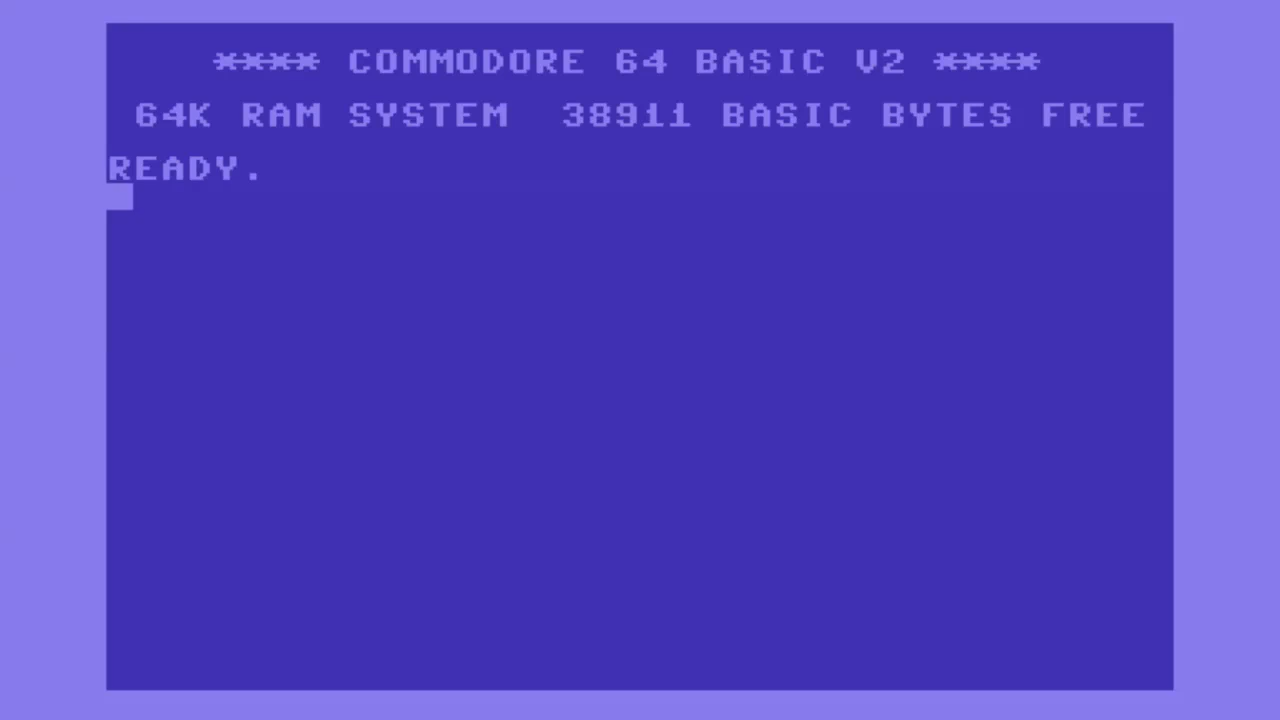 **** COMMODORE 64 BASIC V2 ****
64K RAM SYSTEM  38911 BASIC BYTES FREE
READY.